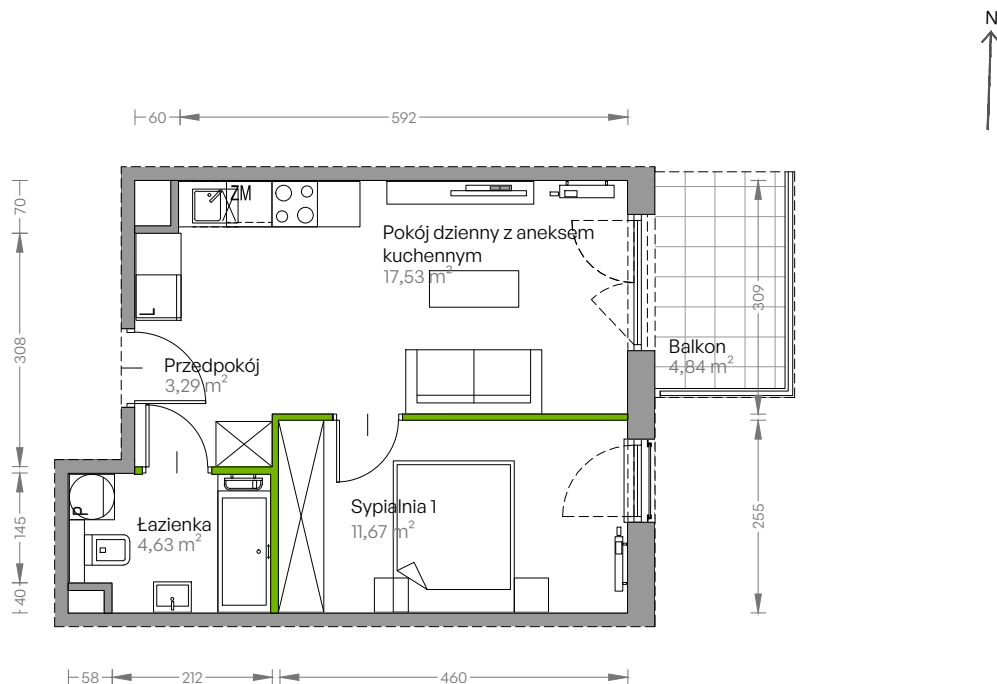 N
60
592
70
308
145
40
ZM
Pokój dzienny z aneksem
kuchennym
17,53 m²
L
Przedpokój
3,29 m²
Balkon
4,84 m²
309
255
Sypialnia 1
11,67 m²
P
Łazienka
4,63 m²
58
212
460